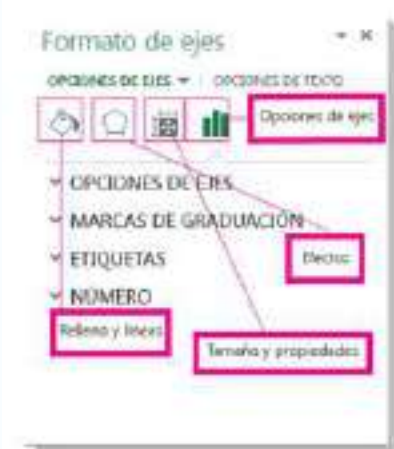 Formato de ejes
OPCIONES DE EJES
OPCIONES DE TEXTO
Opciones de ejes
OPCIONES DE EJES
MARCAS DE GRADUACIÓN
ETIQUETAS
Efectos
NÚMERO
Relleno y líneas
Tamaño y propiedades